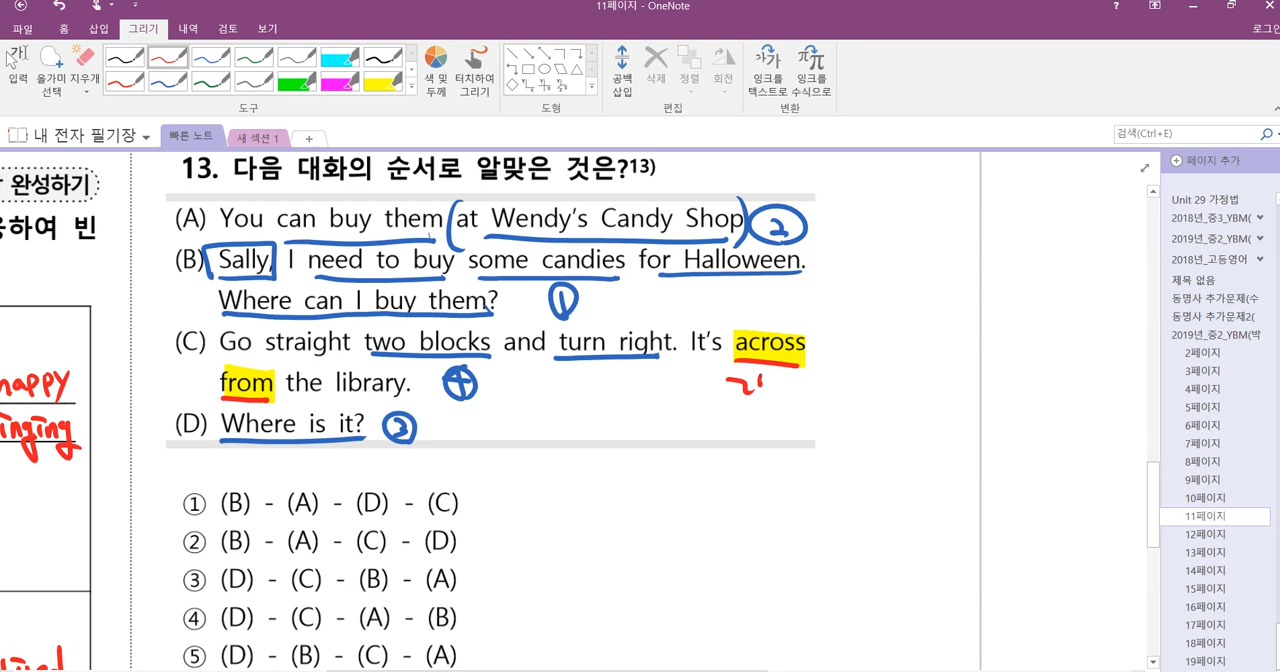 11페이지 - OneNote
?
파일 홈 삽입 그리기 내역 검토 보기
로그인
입력 올가미 선택 지우개
색 및 두께
터치하여 그리기
공백 삽입
삭제 정렬 회전
잉크를 텍스트로
잉크를 수식으로
도구 도형 편집 변환
내 전자 필기장 빠른 노트 새 섹션 1 +
검색(Ctrl+E)
페이지 추가
완성하기
하여 빈
happy
inging
13. 다음 대화의 순서로 알맞은 것은?13)
(A) You can buy them at Wendy's Candy Shop 2
(B) Sally, I need to buy some candies for Halloween.
Where can I buy them? 1
(C) Go straight two blocks and turn right. It's across
from the library. 4
(D) Where is it? 3
① (B) - (A) - (D) - (C)
② (B) - (A) - (C) - (D)
③ (D) - (C) - (B) - (A)
④ (D) - (C) - (A) - (B)
⑤ (D) - (B) - (C) - (A)
Unit 29 가정법
2018년_중3_YBM(
2019년_중2_YBM(
2018년_고등영어
제목 없음
동명사 추가문제(수
동명사 추가문제2(
2019년_중2_YBM(박
2페이지
3페이지
4페이지
5페이지
6페이지
7페이지
8페이지
9페이지
10페이지
11페이지
12페이지
13페이지
14페이지
15페이지
16페이지
17페이지
18페이지
19페이지